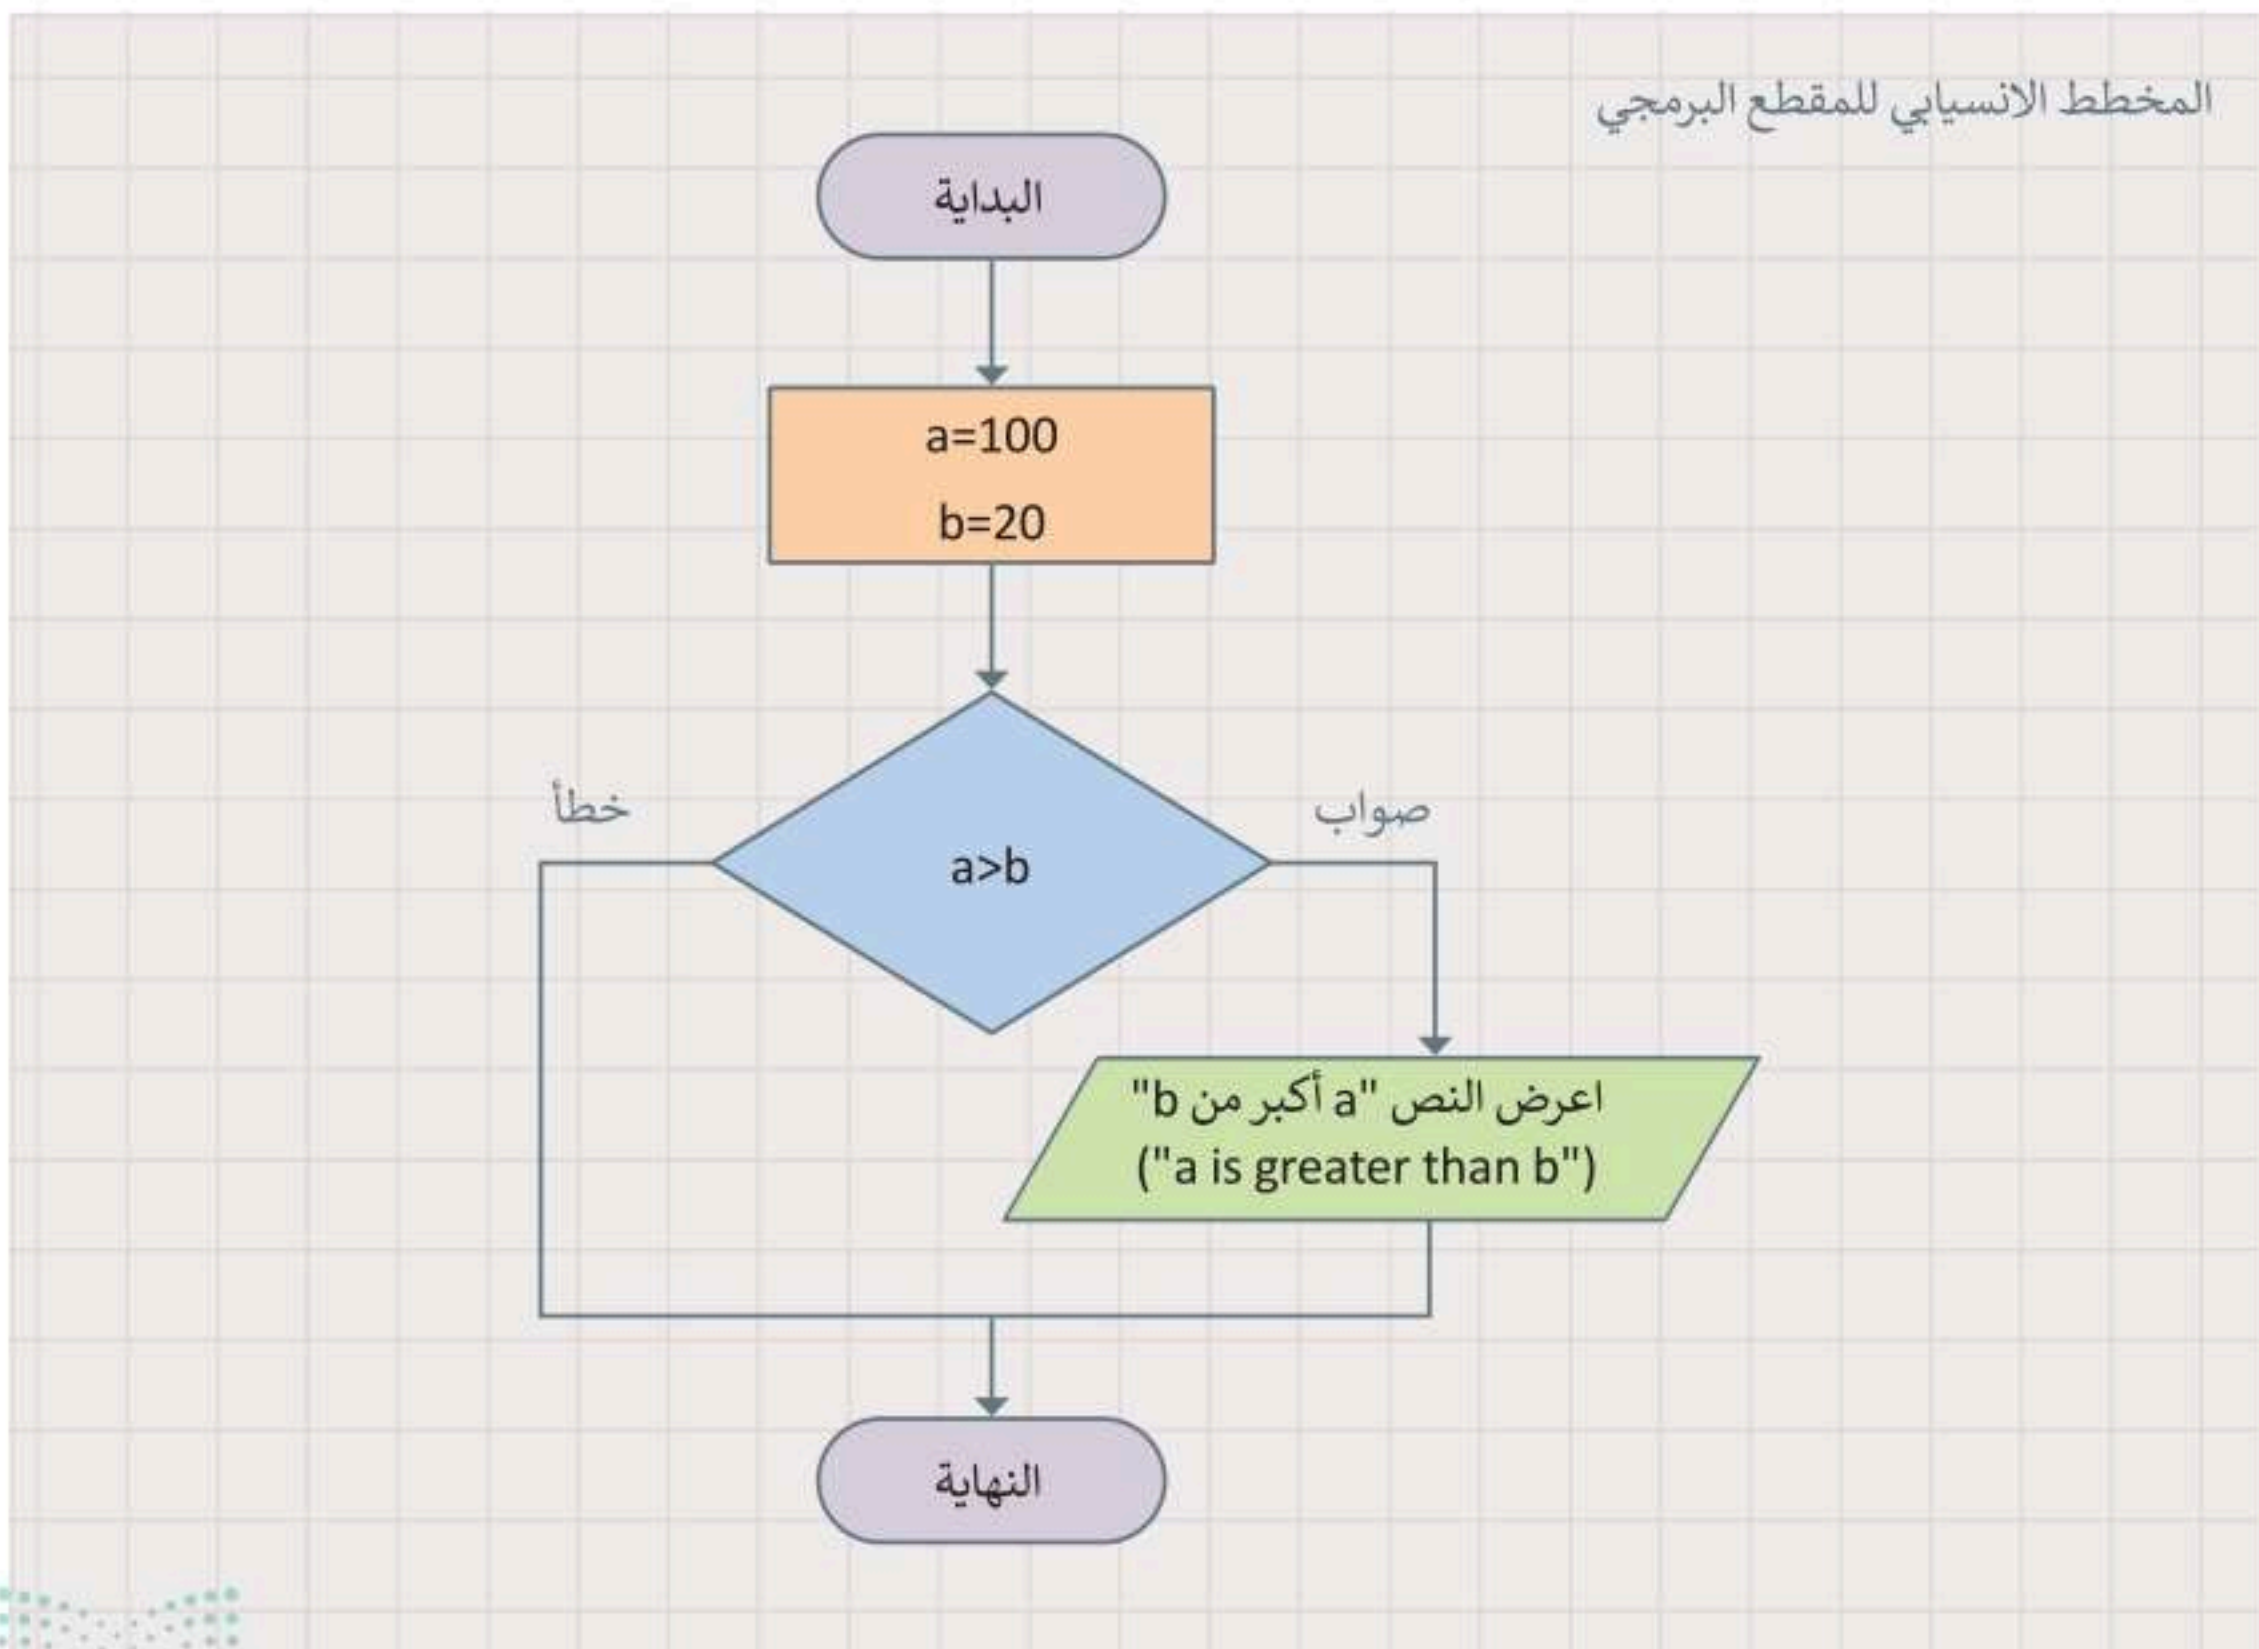 المخطط الانسيابي للمقطع البرمجي
البداية
a=100
b=20
a>b
صواب
خطأ
اعرض النص "a أكبر من b"
("a is greater than b")
النهاية